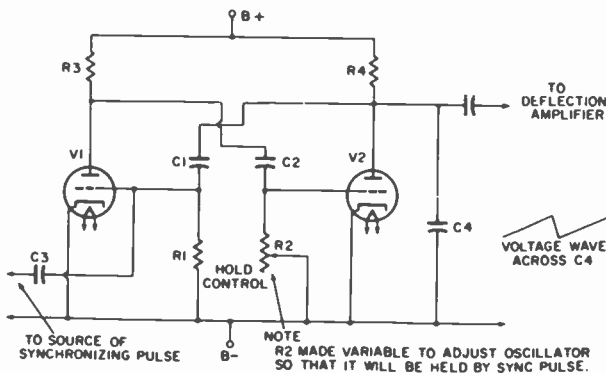 B+
R3
R4
TO
DEFLECTION
AMPLIFIER
V1
C1
C2
V2
C4
VOLTAGE WAVE
ACROSS C4
C3
R1
R2
HOLD
CONTROL
TO SOURCE OF
SYNCHRONIZING PULSE
B-
NOTE
R2 MADE VARIABLE TO ADJUST OSCILLATOR
SO THAT IT WILL BE HELD BY SYNC PULSE.